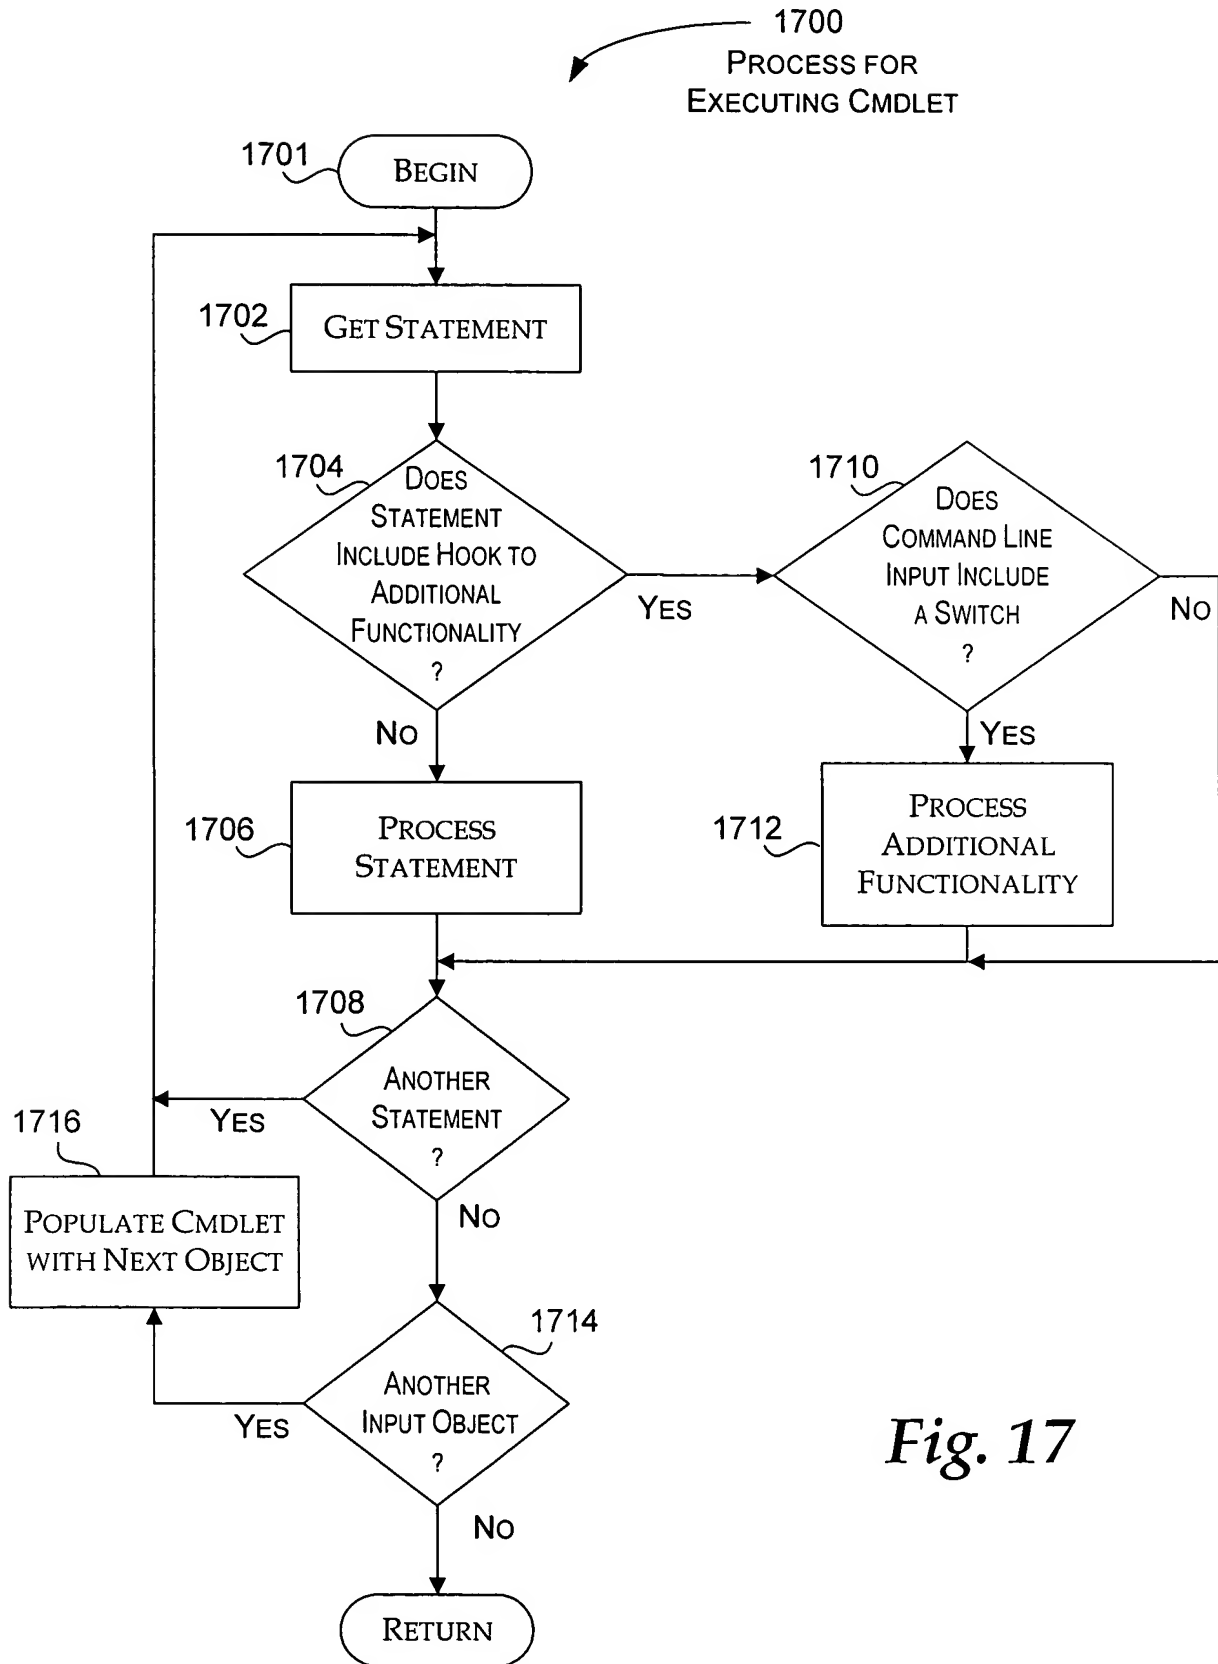 1700
PROCESS FOR
EXECUTING CMDLET
1701
BEGIN
1702
GET STATEMENT
1704
DOES
STATEMENT
INCLUDE HOOK TO
ADDITIONAL
FUNCTIONALITY
?
YES
NO
1710
DOES
COMMAND LINE
INPUT INCLUDE
A SWITCH
?
NO
YES
1706
PROCESS
STATEMENT
1712
PROCESS
ADDITIONAL
FUNCTIONALITY
1708
ANOTHER
STATEMENT
?
YES
NO
1716
POPULATE CMDLET
WITH NEXT OBJECT
1714
ANOTHER
INPUT OBJECT
?
YES
NO
RETURN
Fig. 17